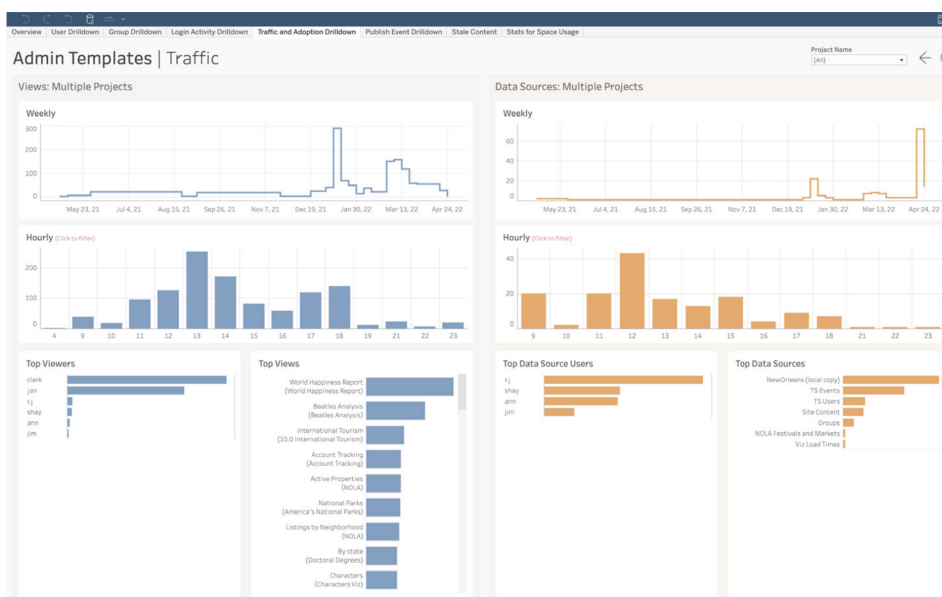 Overview User Drilldown Group Drilldown Login Activity Drilldown Traffic and Adoption Drilldown Publish Event Drilldown Stale Content Stats for Space Usage
Admin Templates | Traffic
Project Name
(All)
Views: Multiple Projects
Weekly
300
200
100
0
May 23, 21 Jul 4, 21 Aug 15, 21 Sep 26, 21 Nov 7, 21 Dec 19, 21 Jan 30, 22 Mar 13, 22 Apr 24, 22
Hourly (Click to filter)
200
100
0
4 9 10 11 12 13 14 15 16 17 18 19 21 22 23
Top Viewers
clark
jan
cj
shay
ann
jim
Top Views
World Happiness Report
(World Happiness Report)
Beatles Analysis
(Beatles Analysis)
International Tourism
(10.0 International Tourism)
Account Tracking
(Account Tracking)
Active Properties
(NOLA)
National Parks
(America's National Parks)
Listings by Neighborhood
(NOLA)
By state
(Doctoral Degrees)
Characters
(Characters Viz)
Data Sources: Multiple Projects
Weekly
60
40
20
0
May 23, 21 Jul 4, 21 Aug 15, 21 Sep 26, 21 Nov 7, 21 Dec 19, 21 Jan 30, 22 Mar 13, 22 Apr 24, 22
Hourly (Click to filter)
40
20
0
9 10 11 12 13 14 15 16 17 18 21 22 23
Top Data Source Users
cj
shay
ann
jim
Top Data Sources
NewOrleans (local copy)
TS Events
TS Users
Site Content
Groups
NOLA Festivals and Markets
Viz Load Times